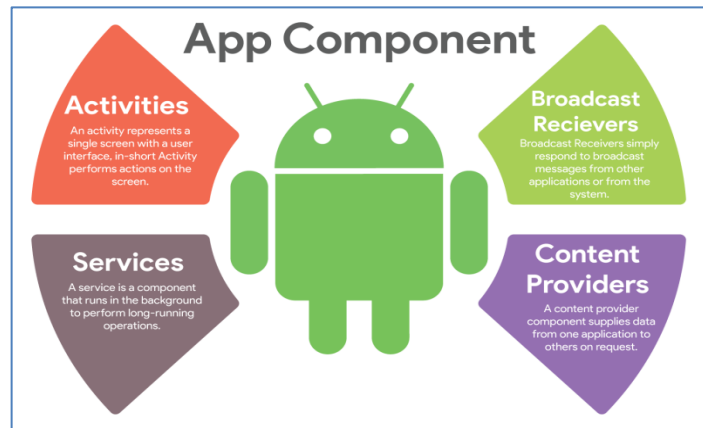 App Component
Activities
An activity represents a
single screen with a user
interface, in-short Activity
performs actions on the
screen.
Broadcast
Recievers
Broadcast Receivers simply
respond to broadcast
messages from other
applications or from the
system.
Services
A service is a component
that runs in the background
to perform long-running
operations.
Content
Providers
A content provider
component supplies data
from one application to
others on request.